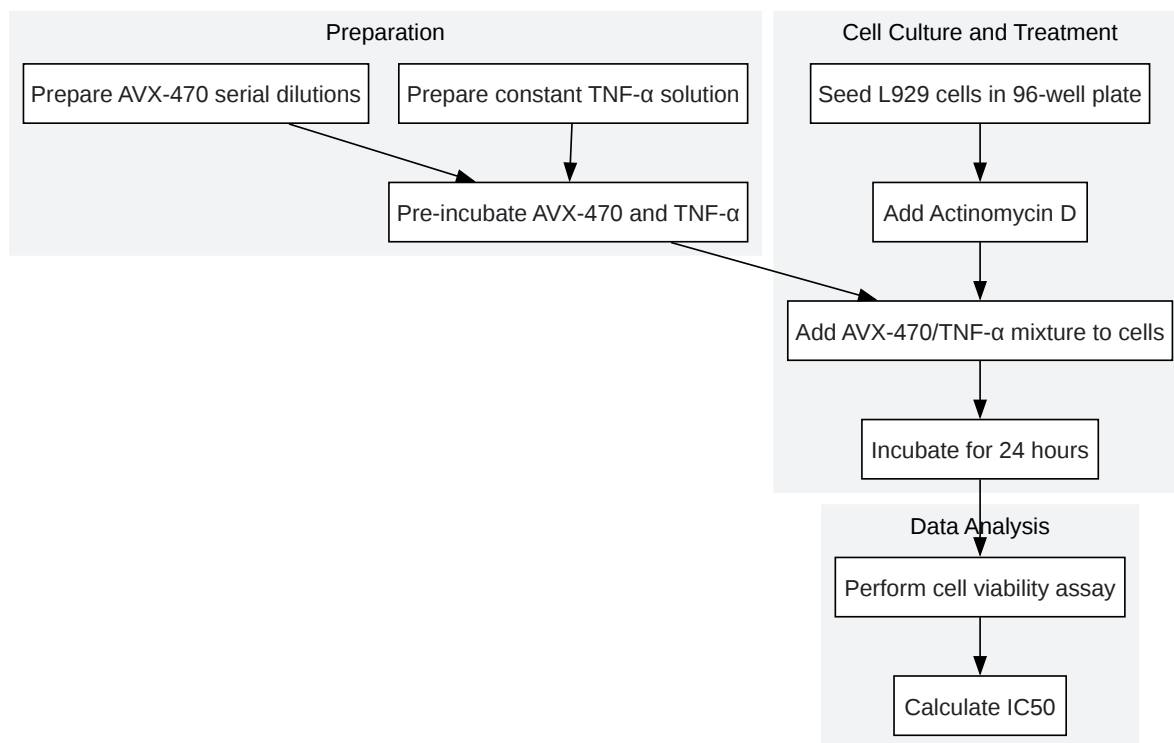 Preparation
Prepare AVX-470 serial dilutions
Prepare constant TNF-α solution
Pre-incubate AVX-470 and TNF-α
Cell Culture and Treatment
Seed L929 cells in 96-well plate
Add Actinomycin D
Add AVX-470/TNF-α mixture to cells
Incubate for 24 hours
Data Analysis
Perform cell viability assay
Calculate IC50